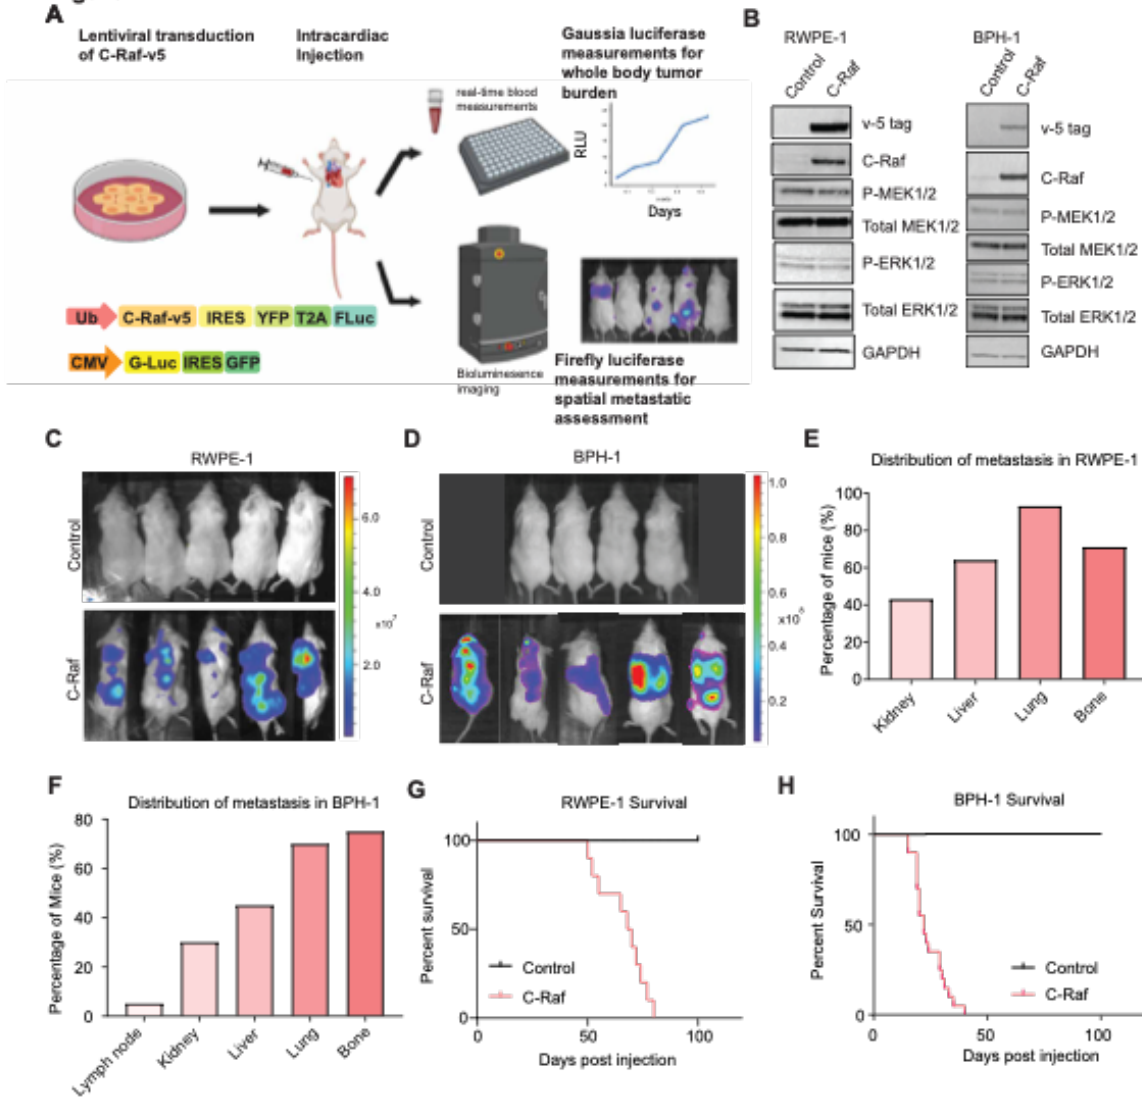 A
Lentiviral transduction
of C-Raf-v5
Intracardiac
Injection
Gaussia luciferase
measurements for
whole body tumor
burden
real-time blood
measurements
RLU
Days
Ub
C-Raf-v5
IRES
YFP
T2A
FLuc
CMV
G-Luc
IRES
GFP
Bioluminesence
imaging
Firefly luciferase
measurements for
spatial metastatic
assessment
B
RWPE-1
Control
C-Raf
v-5 tag
C-Raf
P-MEK1/2
Total MEK1/2
P-ERK1/2
Total ERK1/2
GAPDH
BPH-1
Control
C-Raf
v-5 tag
C-Raf
P-MEK1/2
Total MEK1/2
P-ERK1/2
Total ERK1/2
GAPDH
C
RWPE-1
Control
C-Raf
6.0
4.0
x10⁷
2.0
D
BPH-1
Control
C-Raf
1.0
0.8
0.6
0.4
0.2
E
Distribution of metastasis in RWPE-1
Percentage of mice (%)
100
80
60
40
20
0
Kidney
Liver
Lung
Bone
F
Distribution of metastasis in BPH-1
Percentage of Mice (%)
80
60
40
20
0
Lymph node
Kidney
Liver
Lung
Bone
G
RWPE-1 Survival
Percent survival
100
50
0
Control
C-Raf
0
50
100
Days post injection
H
BPH-1 Survival
Percent Survival
100
50
0
Control
C-Raf
0
50
100
Days post injection